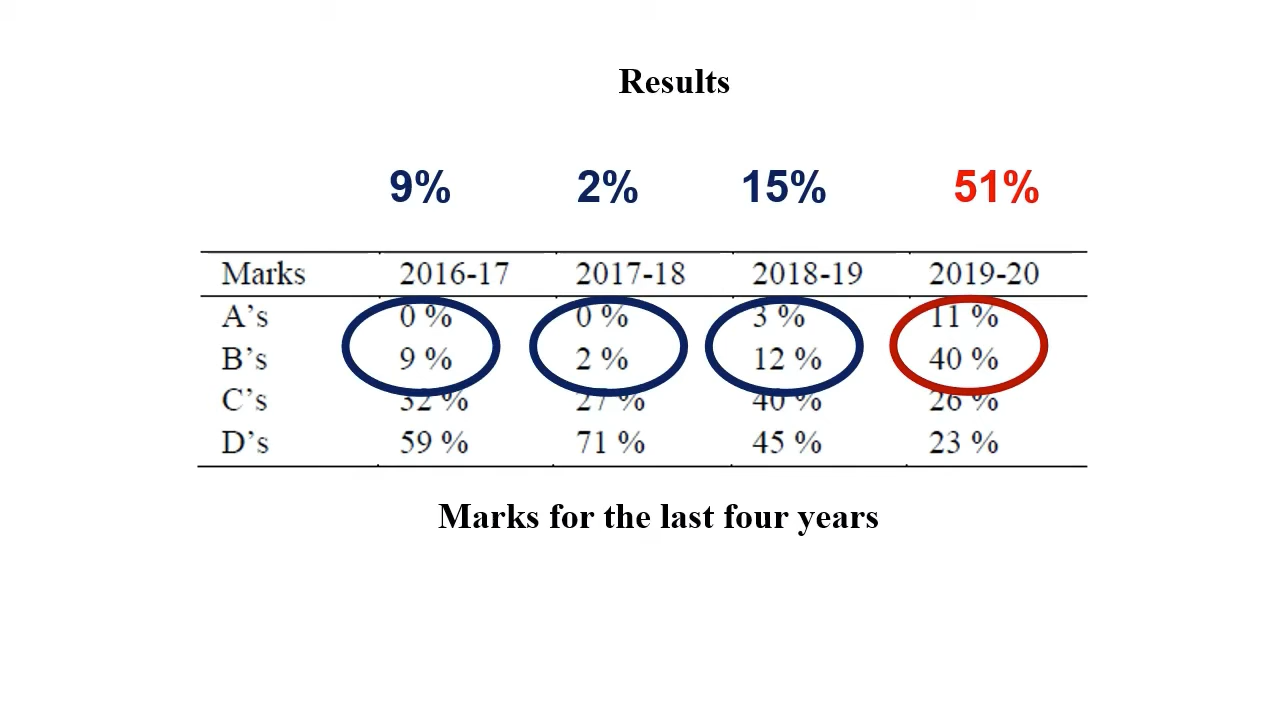 Results
9% 2% 15% 51%
Marks 2016-17 2017-18 2018-19 2019-20
A’s 0 % 0 % 3 % 11 %
B’s 9 % 2 % 12 % 40 %
C’s 32 % 27 % 40 % 26 %
D’s 59 % 71 % 45 % 23 %
Marks for the last four years